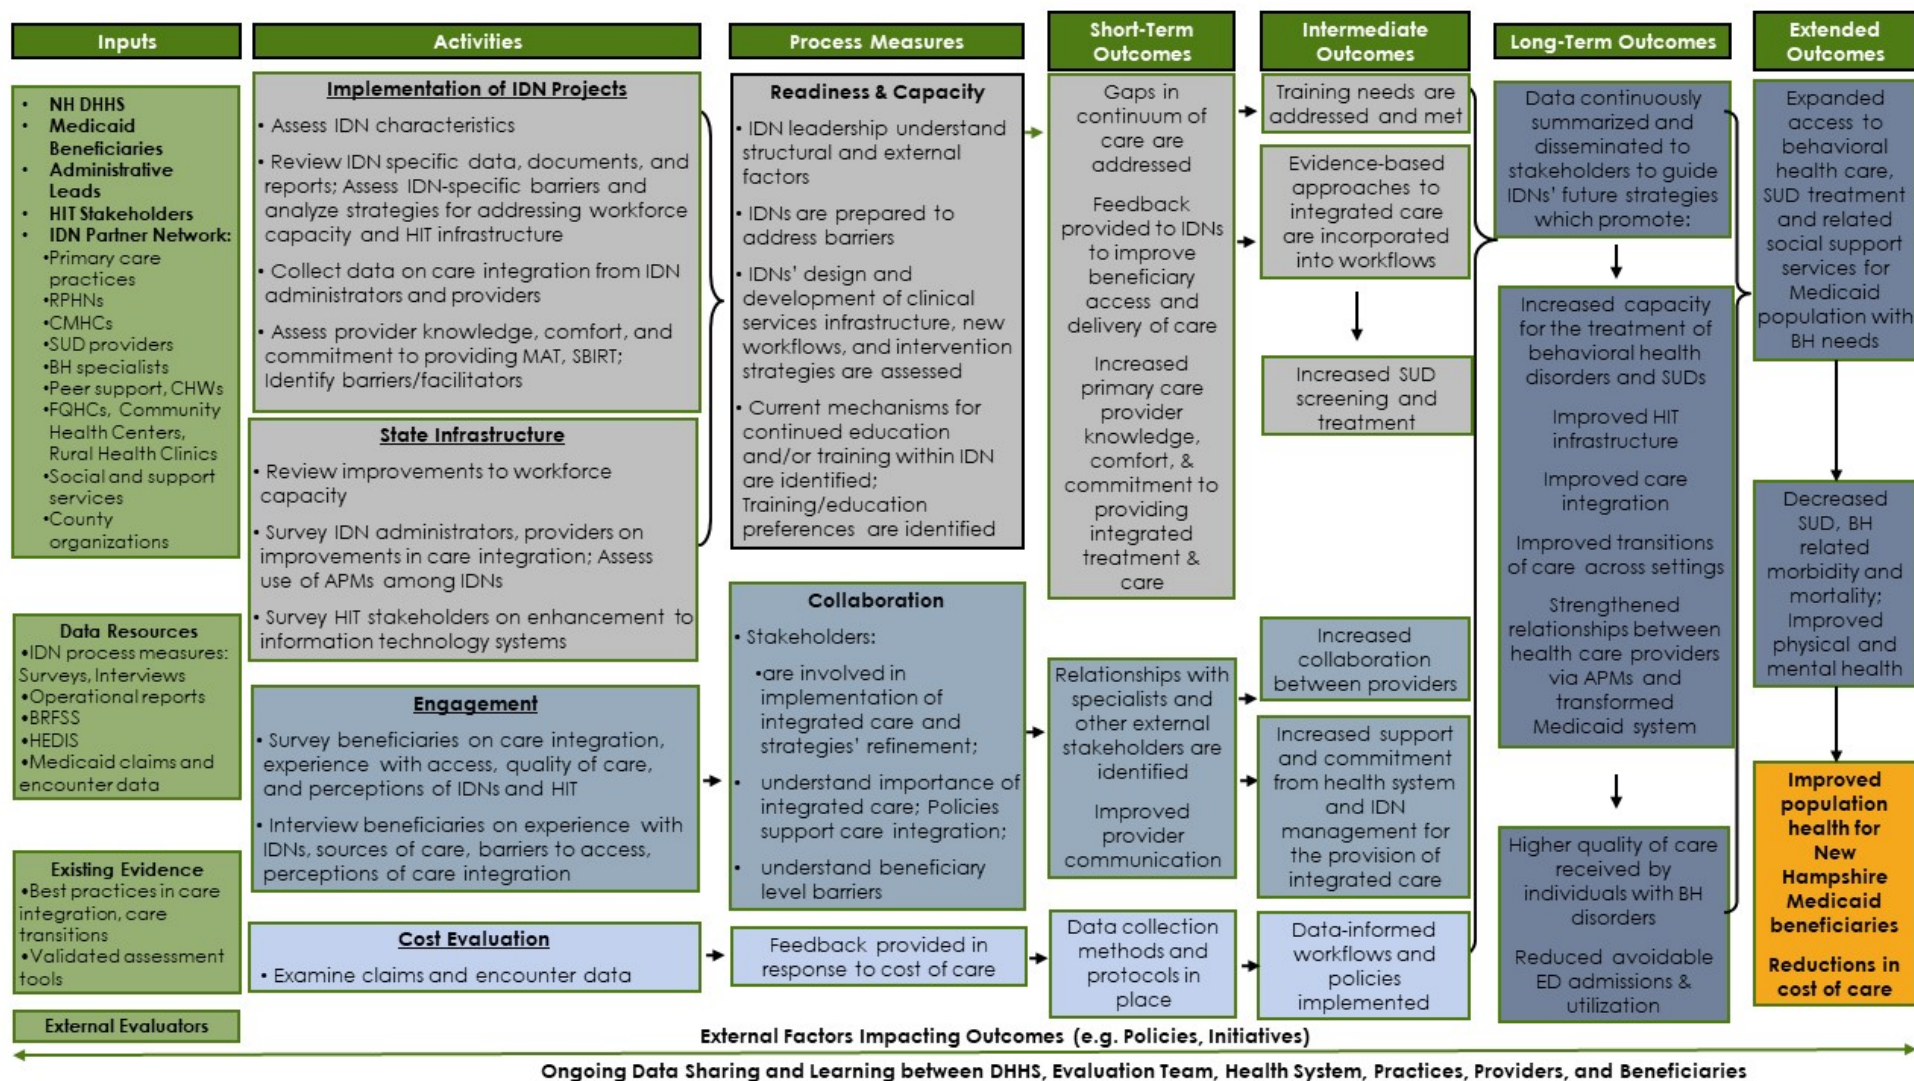 Inputs
Activities
Process Measures
Short-Term
Outcomes
Intermediate
Outcomes
Long-Term Outcomes
Extended
Outcomes
• NH DHHS
• Medicaid
Beneficiaries
• Administrative
Leads
• HIT Stakeholders
• IDN Partner Network:
•Primary care
practices
•RPHNs
•CMHCs
•SUD providers
•BH specialists
•Peer support, CHWs
•FQHCs, Community
Health Centers,
Rural Health Clinics
•Social and support
services
•County
organizations
Data Resources
•IDN process measures:
Surveys, Interviews
•Operational reports
•BRFSS
•HEDIS
•Medicaid claims and
encounter data
Existing Evidence
•Best practices in care
integration, care
transitions
•Validated assessment
tools
External Evaluators
Implementation of IDN Projects
• Assess IDN characteristics
• Review IDN specific data, documents, and
reports; Assess IDN-specific barriers and
analyze strategies for addressing workforce
capacity and HIT infrastructure
• Collect data on care integration from IDN
administrators and providers
• Assess provider knowledge, comfort, and
commitment to providing MAT, SBIRT;
Identify barriers/facilitators
State Infrastructure
• Review improvements to workforce
capacity
• Survey IDN administrators, providers on
improvements in care integration; Assess
use of APMs among IDNs
• Survey HIT stakeholders on enhancement to
information technology systems
Engagement
• Survey beneficiaries on care integration,
experience with access, quality of care,
and perceptions of IDNs and HIT
• Interview beneficiaries on experience with
IDNs, sources of care, barriers to access,
perceptions of care integration
Cost Evaluation
• Examine claims and encounter data
Readiness & Capacity
• IDN leadership understand
structural and external
factors
• IDNs are prepared to
address barriers
• IDNs' design and
development of clinical
services infrastructure, new
workflows, and intervention
strategies are assessed
• Current mechanisms for
continued education
and/or training within IDN
are identified;
Training/education
preferences are identified
Collaboration
• Stakeholders:
•are involved in
implementation of
integrated care and
strategies' refinement;
• understand importance of
integrated care; Policies
support care integration;
• understand beneficiary
level barriers
Feedback provided in
response to cost of care
Gaps in
continuum of
care are
addressed
Feedback
provided to IDNs
to improve
beneficiary
access and
delivery of care
Increased
primary care
provider
knowledge,
comfort, &
commitment to
providing
integrated
treatment &
care
Relationships with
specialists and
other external
stakeholders are
identified
Improved
provider
communication
Data collection
methods and
protocols in
place
Training needs are
addressed and met
Evidence-based
approaches to
integrated care
are incorporated
into workflows
Increased SUD
screening and
treatment
Increased
collaboration
between providers
Increased support
and commitment
from health system
and IDN
management for
the provision of
integrated care
Data-informed
workflows and
policies
implemented
Data continuously
summarized and
disseminated to
stakeholders to guide
IDNs' future strategies
which promote:
Increased capacity
for the treatment of
behavioral health
disorders and SUDs
Improved HIT
infrastructure
Improved care
integration
Improved transitions
of care across settings
Strengthened
relationships between
health care providers
via APMs and
transformed
Medicaid system
Higher quality of care
received by
individuals with BH
disorders
Reduced avoidable
ED admissions &
utilization
Expanded
access to
behavioral
health care,
SUD treatment
and related
social support
services for
Medicaid
population with
BH needs
Decreased
SUD, BH
related
morbidity and
mortality;
Improved
physical and
mental health
Improved
population
health for
New
Hampshire
Medicaid
beneficiaries
Reductions in
cost of care
External Factors Impacting Outcomes (e.g. Policies, Initiatives)
Ongoing Data Sharing and Learning between DHHS, Evaluation Team, Health System, Practices, Providers, and Beneficiaries